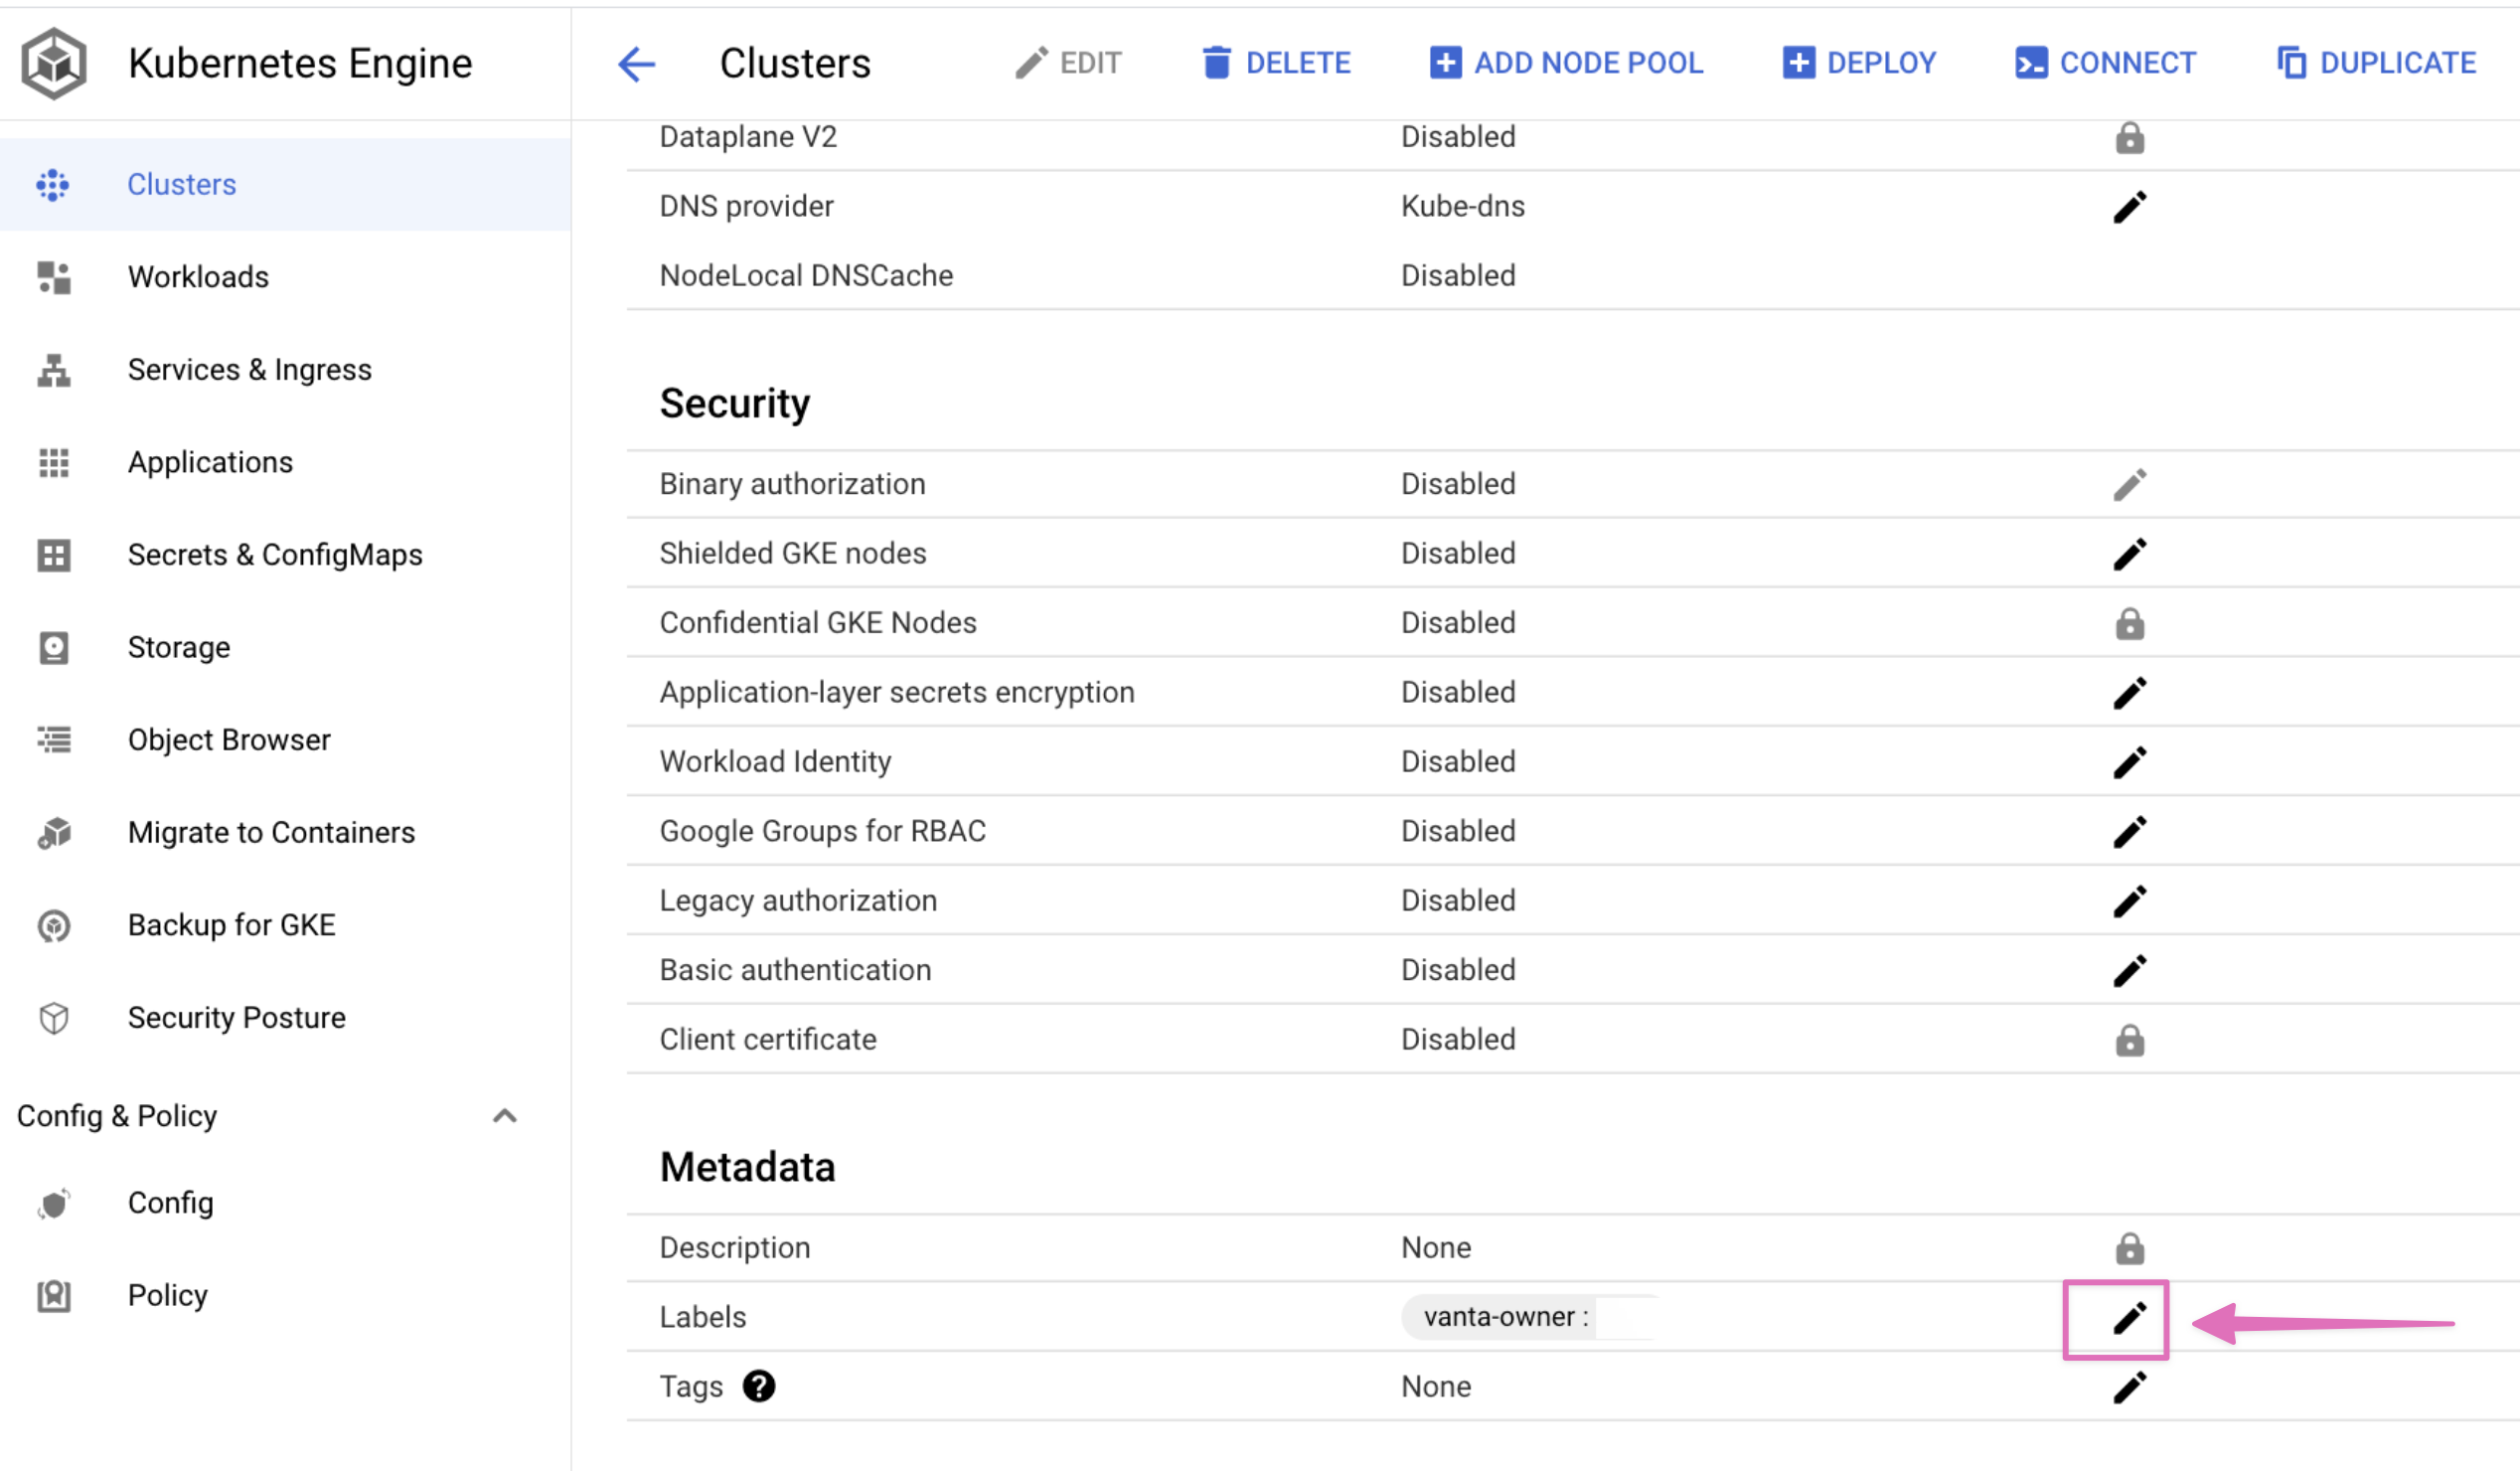 Kubernetes Engine
Clusters
EDIT
DELETE
ADD NODE POOL
DEPLOY
CONNECT
DUPLICATE
Clusters
Workloads
Services & Ingress
Applications
Secrets & ConfigMaps
Storage
Object Browser
Migrate to Containers
Backup for GKE
Security Posture
Config & Policy
Config
Policy
Dataplane V2 Disabled
DNS provider Kube-dns
NodeLocal DNSCache Disabled
Security
Binary authorization Disabled
Shielded GKE nodes Disabled
Confidential GKE Nodes Disabled
Application-layer secrets encryption Disabled
Workload Identity Disabled
Google Groups for RBAC Disabled
Legacy authorization Disabled
Basic authentication Disabled
Client certificate Disabled
Metadata
Description None
Labels vanta-owner :
Tags ? None